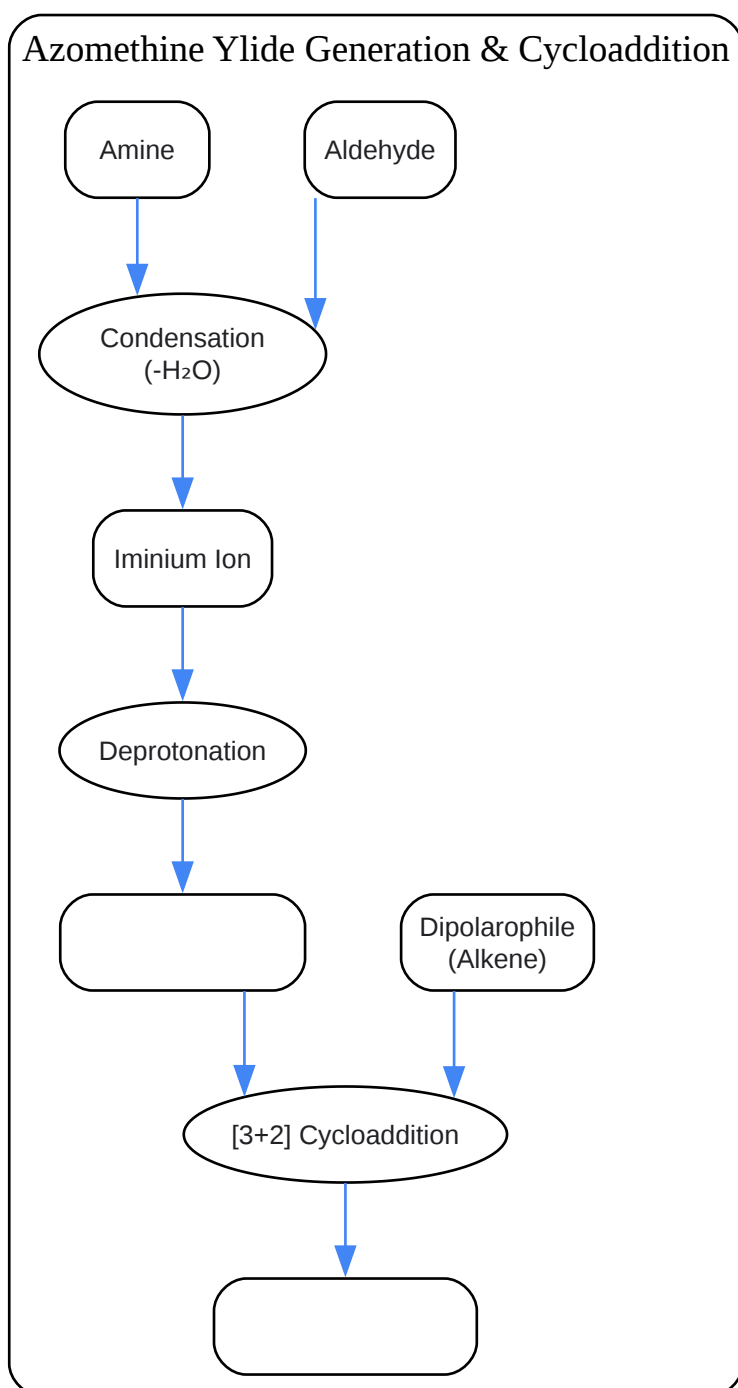 Azomethine Ylide Generation & Cycloaddition
Amine
Aldehyde
Condensation
(-H₂O)
Iminium Ion
Deprotonation
Dipolarophile
(Alkene)
[3+2] Cycloaddition